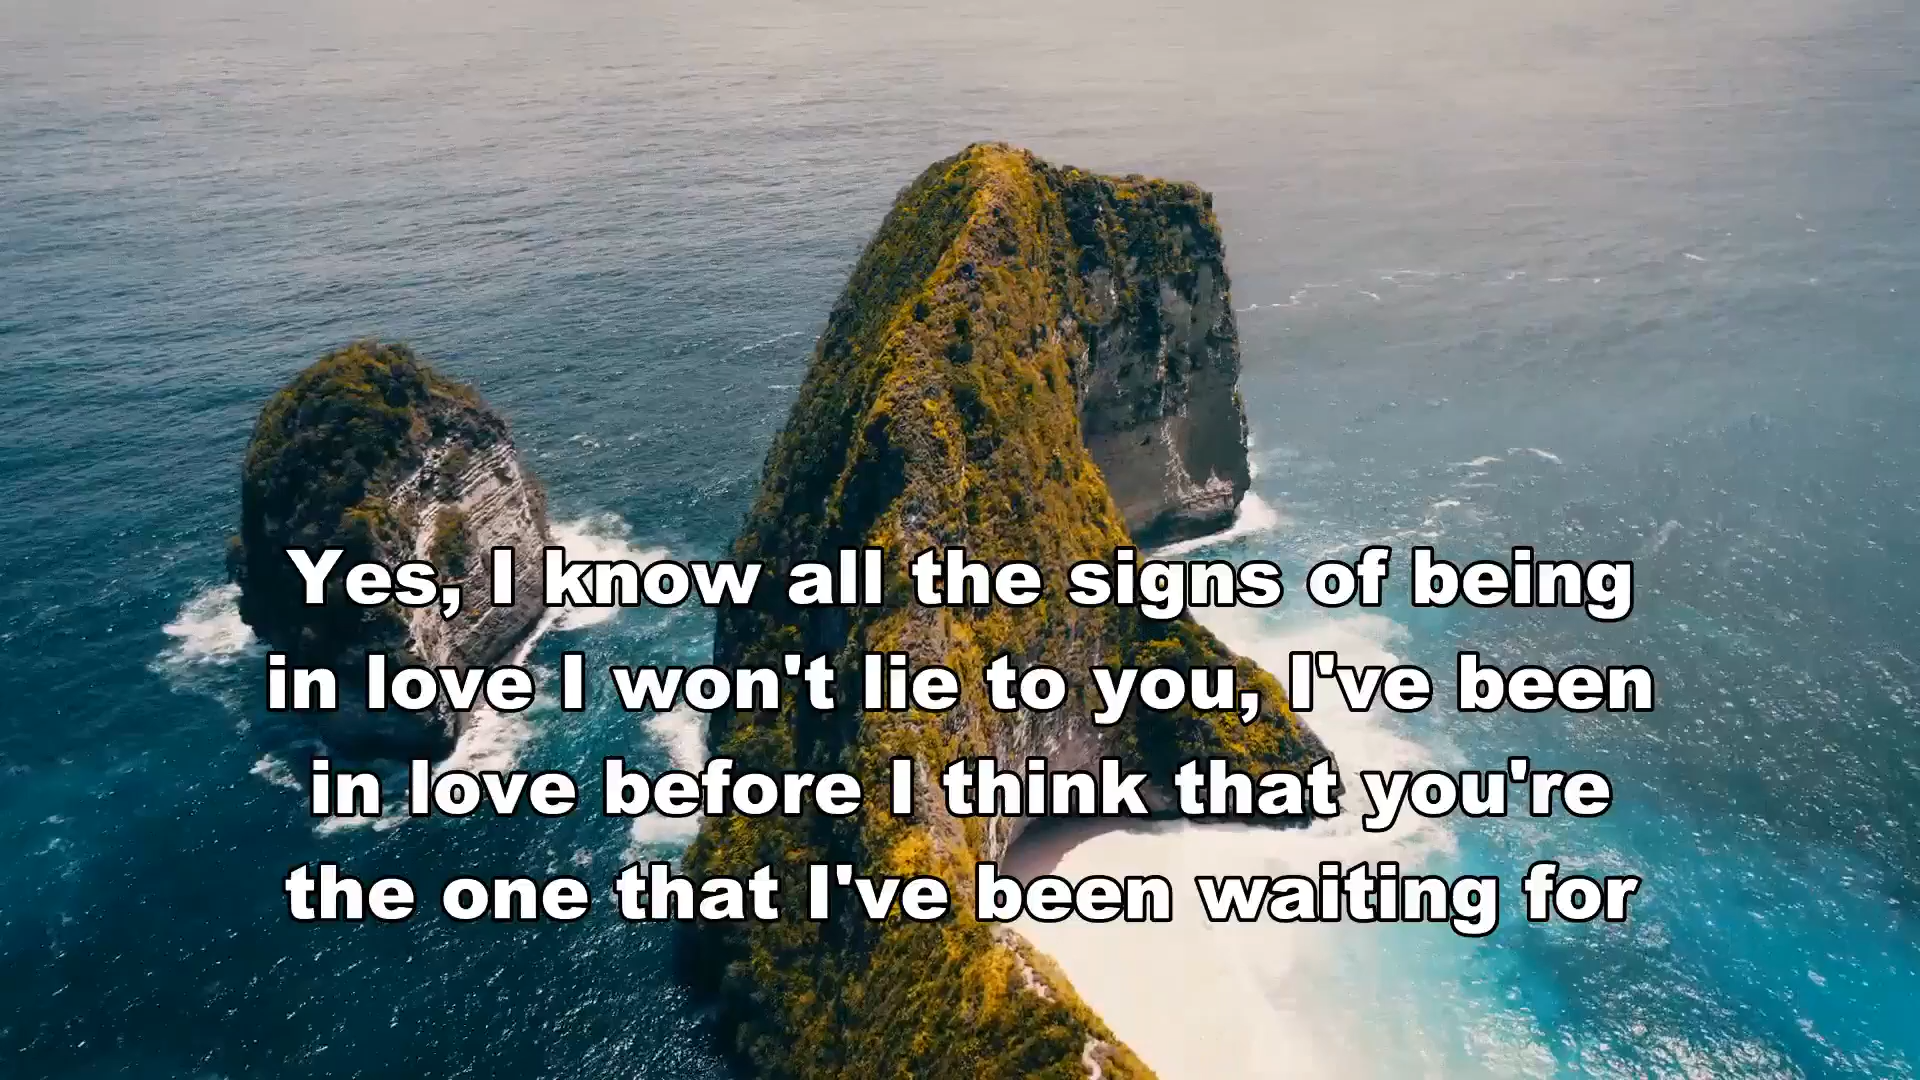 Yes, I know all the signs of being
in love I won't lie to you, I've been
in love before I think that you're
the one that I've been waiting for